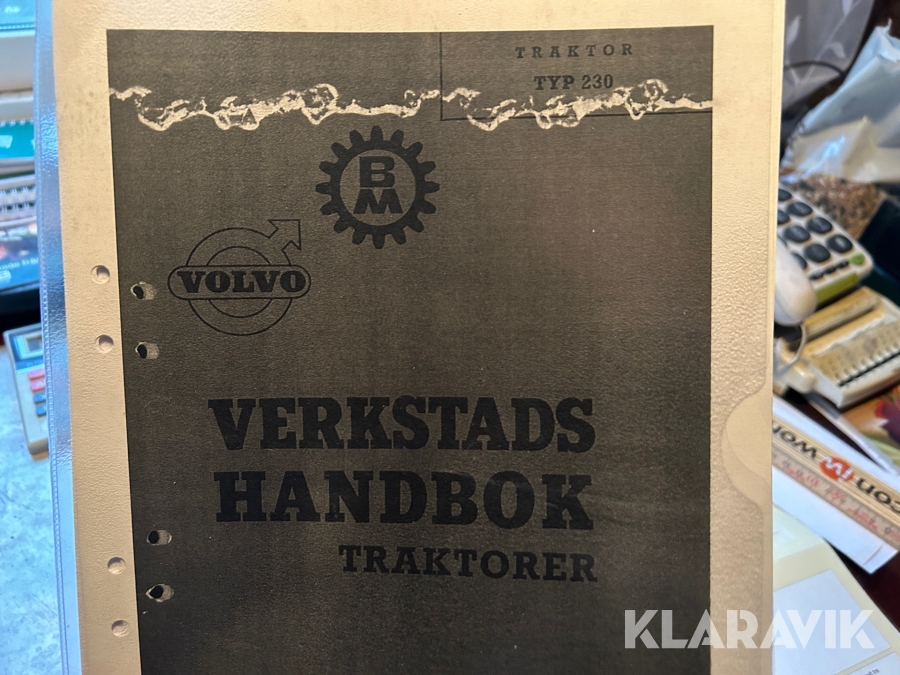 TRAKTOR
TYP 230
BM
VOLVO
VERKSTADS
HANDBOK
TRAKTORER
KLARAVIK